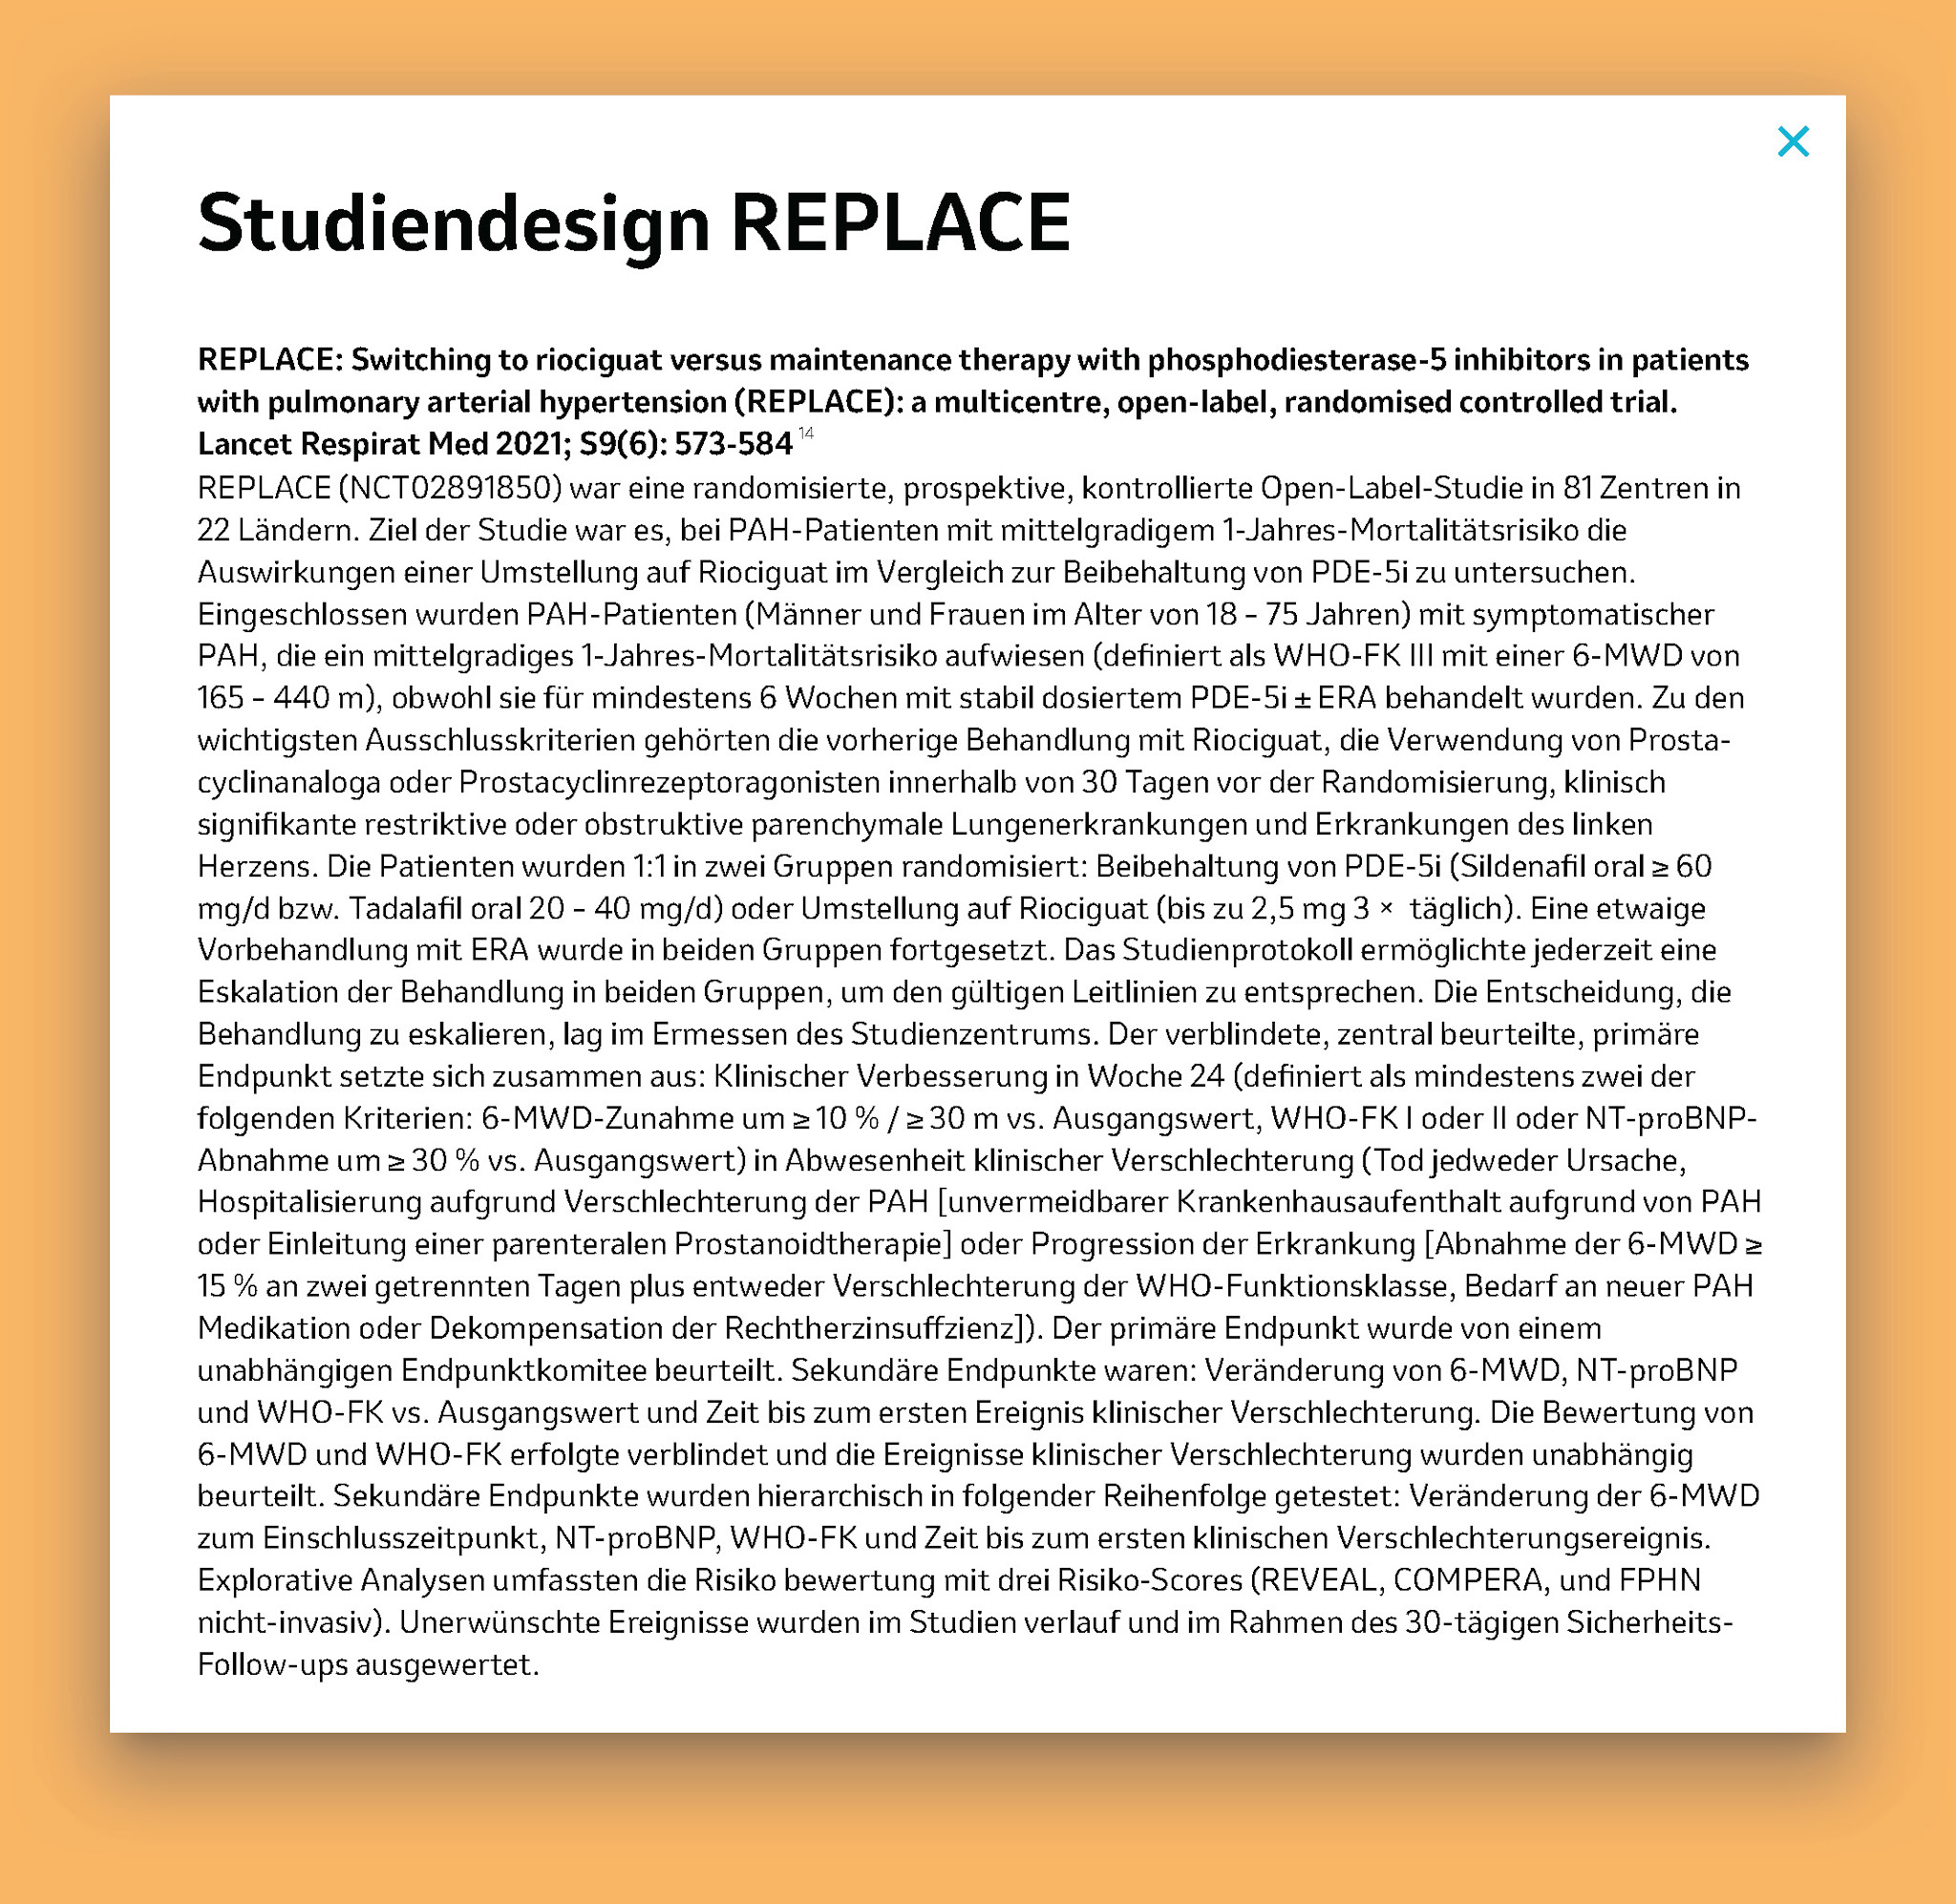 Studiendesign REPLACE
REPLACE: Switching to riociguat versus maintenance therapy with phosphodiesterase-5 inhibitors in patients
with pulmonary arterial hypertension (REPLACE): a multicentre, open-label, randomised controlled trial.
Lancet Respirat Med 2021; S9(6): 573-584 14
REPLACE (NCT02891850) war eine randomisierte, prospektive, kontrollierte Open-Label-Studie in 81 Zentren in
22 Ländern. Ziel der Studie war es, bei PAH-Patienten mit mittelgradigem 1-Jahres-Mortalitätsrisiko die
Auswirkungen einer Umstellung auf Riociguat im Vergleich zur Beibehaltung von PDE-5i zu untersuchen.
Eingeschlossen wurden PAH-Patienten (Männer und Frauen im Alter von 18 – 75 Jahren) mit symptomatischer
PAH, die ein mittelgradiges 1-Jahres-Mortalitätsrisiko aufwiesen (definiert als WHO-FK III mit einer 6-MWD von
165 – 440 m), obwohl sie für mindestens 6 Wochen mit stabil dosiertem PDE-5i ± ERA behandelt wurden. Zu den
wichtigsten Ausschlusskriterien gehörten die vorherige Behandlung mit Riociguat, die Verwendung von Prosta-
cyclinanaloga oder Prostacyclinrezeptoragonisten innerhalb von 30 Tagen vor der Randomisierung, klinisch
signifikante restriktive oder obstruktive parenchymale Lungenerkrankungen und Erkrankungen des linken
Herzens. Die Patienten wurden 1:1 in zwei Gruppen randomisiert: Beibehaltung von PDE-5i (Sildenafil oral ≥ 60
mg/d bzw. Tadalafil oral 20 – 40 mg/d) oder Umstellung auf Riociguat (bis zu 2,5 mg 3 × täglich). Eine etwaige
Vorbehandlung mit ERA wurde in beiden Gruppen fortgesetzt. Das Studienprotokoll ermöglichte jederzeit eine
Eskalation der Behandlung in beiden Gruppen, um den gültigen Leitlinien zu entsprechen. Die Entscheidung, die
Behandlung zu eskalieren, lag im Ermessen des Studienzentrums. Der verblindete, zentral beurteilte, primäre
Endpunkt setzte sich zusammen aus: Klinischer Verbesserung in Woche 24 (definiert als mindestens zwei der
folgenden Kriterien: 6-MWD-Zunahme um ≥ 10 % / ≥ 30 m vs. Ausgangswert, WHO-FK I oder II oder NT-proBNP-
Abnahme um ≥ 30 % vs. Ausgangswert) in Abwesenheit klinischer Verschlechterung (Tod jedweder Ursache,
Hospitalisierung aufgrund Verschlechterung der PAH [unvermeidbarer Krankenhausaufenthalt aufgrund von PAH
oder Einleitung einer parenteralen Prostanoidtherapie] oder Progression der Erkrankung [Abnahme der 6-MWD ≥
15 % an zwei getrennten Tagen plus entweder Verschlechterung der WHO-Funktionsklasse, Bedarf an neuer PAH
Medikation oder Dekompensation der Rechtherzinsuffzienz]). Der primäre Endpunkt wurde von einem
unabhängigen Endpunktkomitee beurteilt. Sekundäre Endpunkte waren: Veränderung von 6-MWD, NT-proBNP
und WHO-FK vs. Ausgangswert und Zeit bis zum ersten Ereignis klinischer Verschlechterung. Die Bewertung von
6-MWD und WHO-FK erfolgte verblindet und die Ereignisse klinischer Verschlechterung wurden unabhängig
beurteilt. Sekundäre Endpunkte wurden hierarchisch in folgender Reihenfolge getestet: Veränderung der 6-MWD
zum Einschlusszeitpunkt, NT-proBNP, WHO-FK und Zeit bis zum ersten klinischen Verschlechterungsereignis.
Explorative Analysen umfassten die Risiko bewertung mit drei Risiko-Scores (REVEAL, COMPERA, und FPHN
nicht-invasiv). Unerwünschte Ereignisse wurden im Studien verlauf und im Rahmen des 30-tägigen Sicherheits-
Follow-ups ausgewertet.